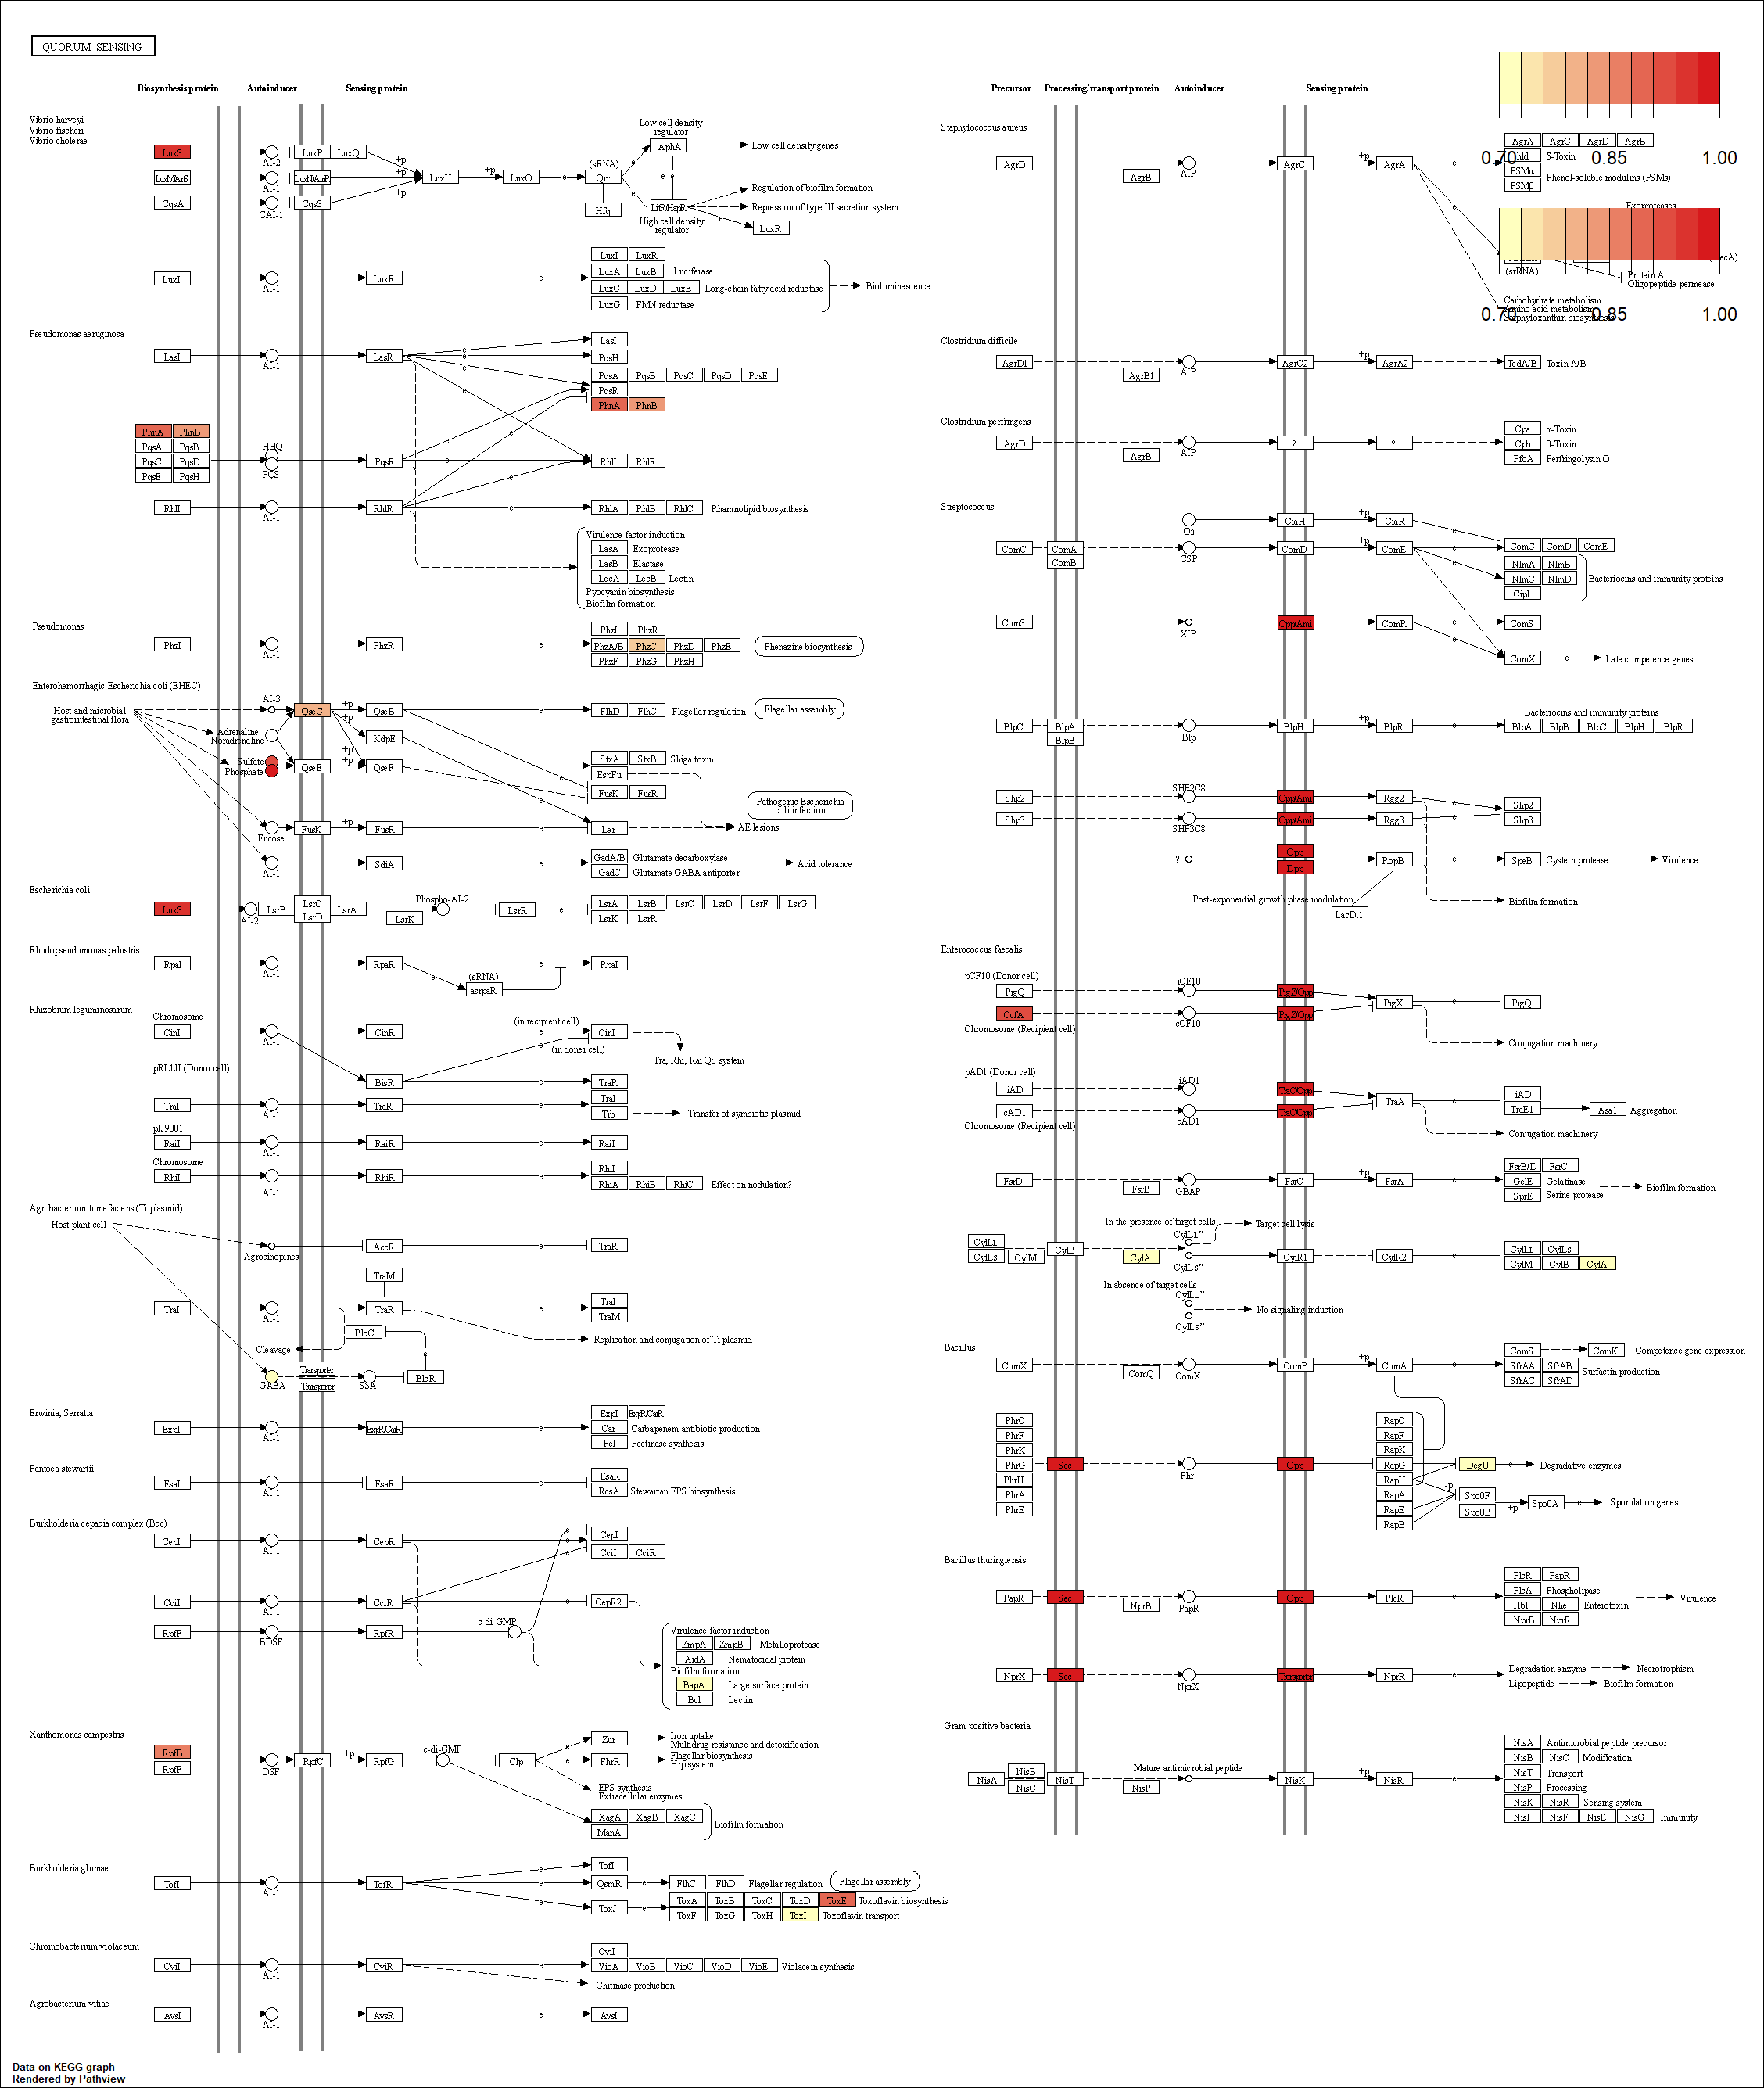 QUORUM SENSING
Biosynthesis protein Autoinducer Sensing protein
Vibrio harveyi
Vibrio fischeri
Vibrio cholerae
LuxS AI-2 LuxP LuxQ +p
LuxM/AinS AI-1 LuxN/AinR +p LuxU +p LuxO e (sRNA) Qrr
CqsA CAI-1 CqsS +p Hfq
Low cell density regulator
AphA Low cell density genes
e e e e
LitR/HapR
High cell density regulator
Regulation of biofilm formation
Repression of type III secretion system
e LuxR
LuxI AI-1 LuxR e
LuxI LuxR
LuxA LuxB Luciferase
LuxC LuxD LuxE Long-chain fatty acid reductase
LuxG FMN reductase
Bioluminescence
Pseudomonas aeruginosa
LasI AI-1 LasR e e e e
LasI
PqsH
PqsA PqsB PqsC PqsD PqsE
PqsR
PhnA PhnB
PhnA PhnB
PqsA PqsB
PqsC PqsD
PqsE PqsH
HHQ
PQS
PqsR e e e
RhlI RhlR
RhlI AI-1 RhlR e
RhlA RhlB RhlC Rhamnolipid biosynthesis
Virulence factor induction
LasA Exoprotease
LasB Elastase
LecA LecB Lectin
Pyocyanin biosynthesis
Biofilm formation
Pseudomonas
PhzI AI-1 PhzR e
PhzI PhzR
PhzA/B PhzC PhzD PhzE
PhzF PhzG PhzH
Phenazine biosynthesis
Enterohemorrhagic Escherichia coli (EHEC)
Host and microbial
gastrointestinal flora
AI-3 QseC +p QseB e FlhD FlhC Flagellar regulation Flagellar assembly
Adrenaline
Noradrenaline
+p KdpE
Sulfate
Phosphate
QseE +p +p QseF
StxA StxB Shiga toxin
EspFu
FusK FusR
e e
Pathogenic Escherichia coli infection
Fucose FusK +p FusR e Ler AE lesions
AI-1 SdiA e
GadA/B Glutamate decarboxylase
GadC Glutamate GABA antiporter
Acid tolerance
Escherichia coli
LuxS AI-2 LsrB LsrC LsrD LsrA LsrK Phospho-AI-2 LsrR e
LsrA LsrB LsrC LsrD LsrF LsrG
LsrK LsrR
Rhodopseudomonas palustris
RpaI AI-1 RpaR e RpaI
e (sRNA) asrpaR
Rhizobium leguminosarum
Chromosome
CinI AI-1 CinR e (in recipient cell) CinI
e (in doner cell)
Tra, Rhi, Rai QS system
pRL1JI (Donor cell)
BisR e TraR
TraI AI-1 TraR e TraI
Trb Transfer of symbiotic plasmid
pIJ9001
RaiI AI-1 RaiR e RaiI
Chromosome
RhiI AI-1 RhiR e RhiI
RhiA RhiB RhiC Effect on nodulation?
Agrobacterium tumefaciens (Ti plasmid)
Host plant cell
Agrocinopines AccR e TraR
TraM
TraI AI-1 TraR e TraI
TraM
BlcC
Replication and conjugation of Ti plasmid
Cleavage
e
GABA Transporter Transporter SSA BlcR
Erwinia, Serratia
ExpI AI-1 ExpR/CarR e
ExpI ExpR/CarR
Car Carbapenem antibiotic production
Pel Pectinase synthesis
Pantoea stewartii
EsaI AI-1 EsaR e
EsaR
RcsA Stewartan EPS biosynthesis
Burkholderia cepacia complex (Bcc)
CepI AI-1 CepR e e e
CepI
CciI CciR
CciI AI-1 CciR e CepR2
RpfF BDSF RpfR c-di-GMP
Virulence factor induction
ZmpA ZmpB Metalloprotease
AidA Nematocidal protein
Biofilm formation
BapA Large surface protein
Bcl Lectin
Xanthomonas campestris
RpfB
RpfF
DSF RpfC +p RpfG c-di-GMP Clp
Zur Iron uptake
Multidrug resistance and detoxification
FhrR Flagellar biosynthesis
Hrp system
EPS synthesis
Extracellular enzymes
XagA XagB XagC
ManA
Biofilm formation
Burkholderia glumae
TofI AI-1 TofR e e e
TofI
QsmR e FlhC FlhD Flagellar regulation Flagellar assembly
ToxJ e
ToxA ToxB ToxC ToxD ToxE Toxoflavin biosynthesis
ToxF ToxG ToxH ToxI Toxoflavin transport
Chromobacterium violaceum
CviI AI-1 CviR e
CviI
VioA VioB VioC VioD VioE Violacein synthesis
Chitinase production
Agrobacterium vitiae
AvsI AI-1 AvsR e AvsI
Data on KEGG graph
Rendered by Pathview
Precursor Processing/transport protein Autoinducer Sensing protein
Staphylococcus aureus
AgrD AgrB AIP AgrC +p AgrA e e
AgrA AgrC AgrD AgrB
0.70 0.85 1.00
δ-Toxin
PSMα
PSMβ
Phenol-soluble modulins (PSMs)
Exoproteases
(srRNA)
Protein A
Oligopeptide permease
Carbohydrate metabolism
Amino acid metabolism
Staphyloxanthin biosynthesis
0.70 0.85 1.00
Clostridium difficile
AgrD1 AgrB1 AIP AgrC2 +p AgrA2 TcdA/B Toxin A/B
Clostridium perfringens
AgrD AgrB AIP ? ?
Cpa α-Toxin
Cpb β-Toxin
PfoA Perfringolysin O
Streptococcus
O2 CiaH +p CiaR e
ComC ComA ComB CSP ComD +p ComE e e e
ComC ComD ComE
NlmA NlmB
NlmC NlmD
CipI
Bacteriocins and immunity proteins
ComS XIP Opp/Ami ComR e e ComS
ComX e Late competence genes
BlpC BlpA BlpB Blp BlpH +p BlpR e
Bacteriocins and immunity proteins
BlpA BlpB BlpC BlpH BlpR
Shp2 SHP2C8 Opp/Ami Rgg2 e Shp2
Shp3 SHP3C8 Opp/Ami Rgg3 e Shp3
? Opp Dpp RopB e SpeB Cystein protease Virulence
Post-exponential growth phase modulation
LacD.1
Biofilm formation
Enterococcus faecalis
pCF10 (Donor cell)
PrgQ iCF10 PrgZ/Opp PrgX e PrgQ
CcfA cCF10 PrgZ/Opp
Chromosome (Recipient cell)
Conjugation machinery
pAD1 (Donor cell)
iAD iAD1 TraC/Opp TraA e iAD
cAD1 cAD1 TraC/Opp TraE1 Asa1 Aggregation
Chromosome (Recipient cell)
Conjugation machinery
FsrD FsrB GBAP FsrC +p FsrA e
FsrB/D FsrC
GelE Gelatinase
SprE Serine protease
Biofilm formation
In the presence of target cells
Target cell lysis
CylLL CylLS CylM CylB CylA CylLL" CylLS" CylR1 CylR2 e
CylLL CylLS
CylM CylB CylA
In absence of target cells
CylLL"
CylLS"
No signaling induction
Bacillus
ComX ComQ ComX ComP +p ComA e
ComS ComK Competence gene expression
SfrAA SfrAB
SfrAC SfrAD
Surfactin production
PhrC
PhrF
PhrK
PhrG
PhrH
PhrA
PhrE
Sec Phr Opp
RapC
RapF
RapK
RapG
RapH
RapA
RapE
RapB
DegU e Degradative enzymes
-p Spo0F
Spo0B
+p Spo0A e Sporulation genes
Bacillus thuringiensis
PapR Sec NprB PapR Opp PlcR e
PlcR PapR
PlcA Phospholipase
Hbl Nhe Enterotoxin
NprB NprR
Virulence
NprX Sec NprX Transporter NprR e
Degradation enzyme Necrotrophism
Lipopeptide Biofilm formation
Gram-positive bacteria
NisA NisB NisC NisT NisP Mature antimicrobial peptide NisK +p NisR e
NisA Antimicrobial peptide precursor
NisB NisC Modification
NisT Transport
NisP Processing
NisK NisR Sensing system
NisI NisF NisE NisG Immunity